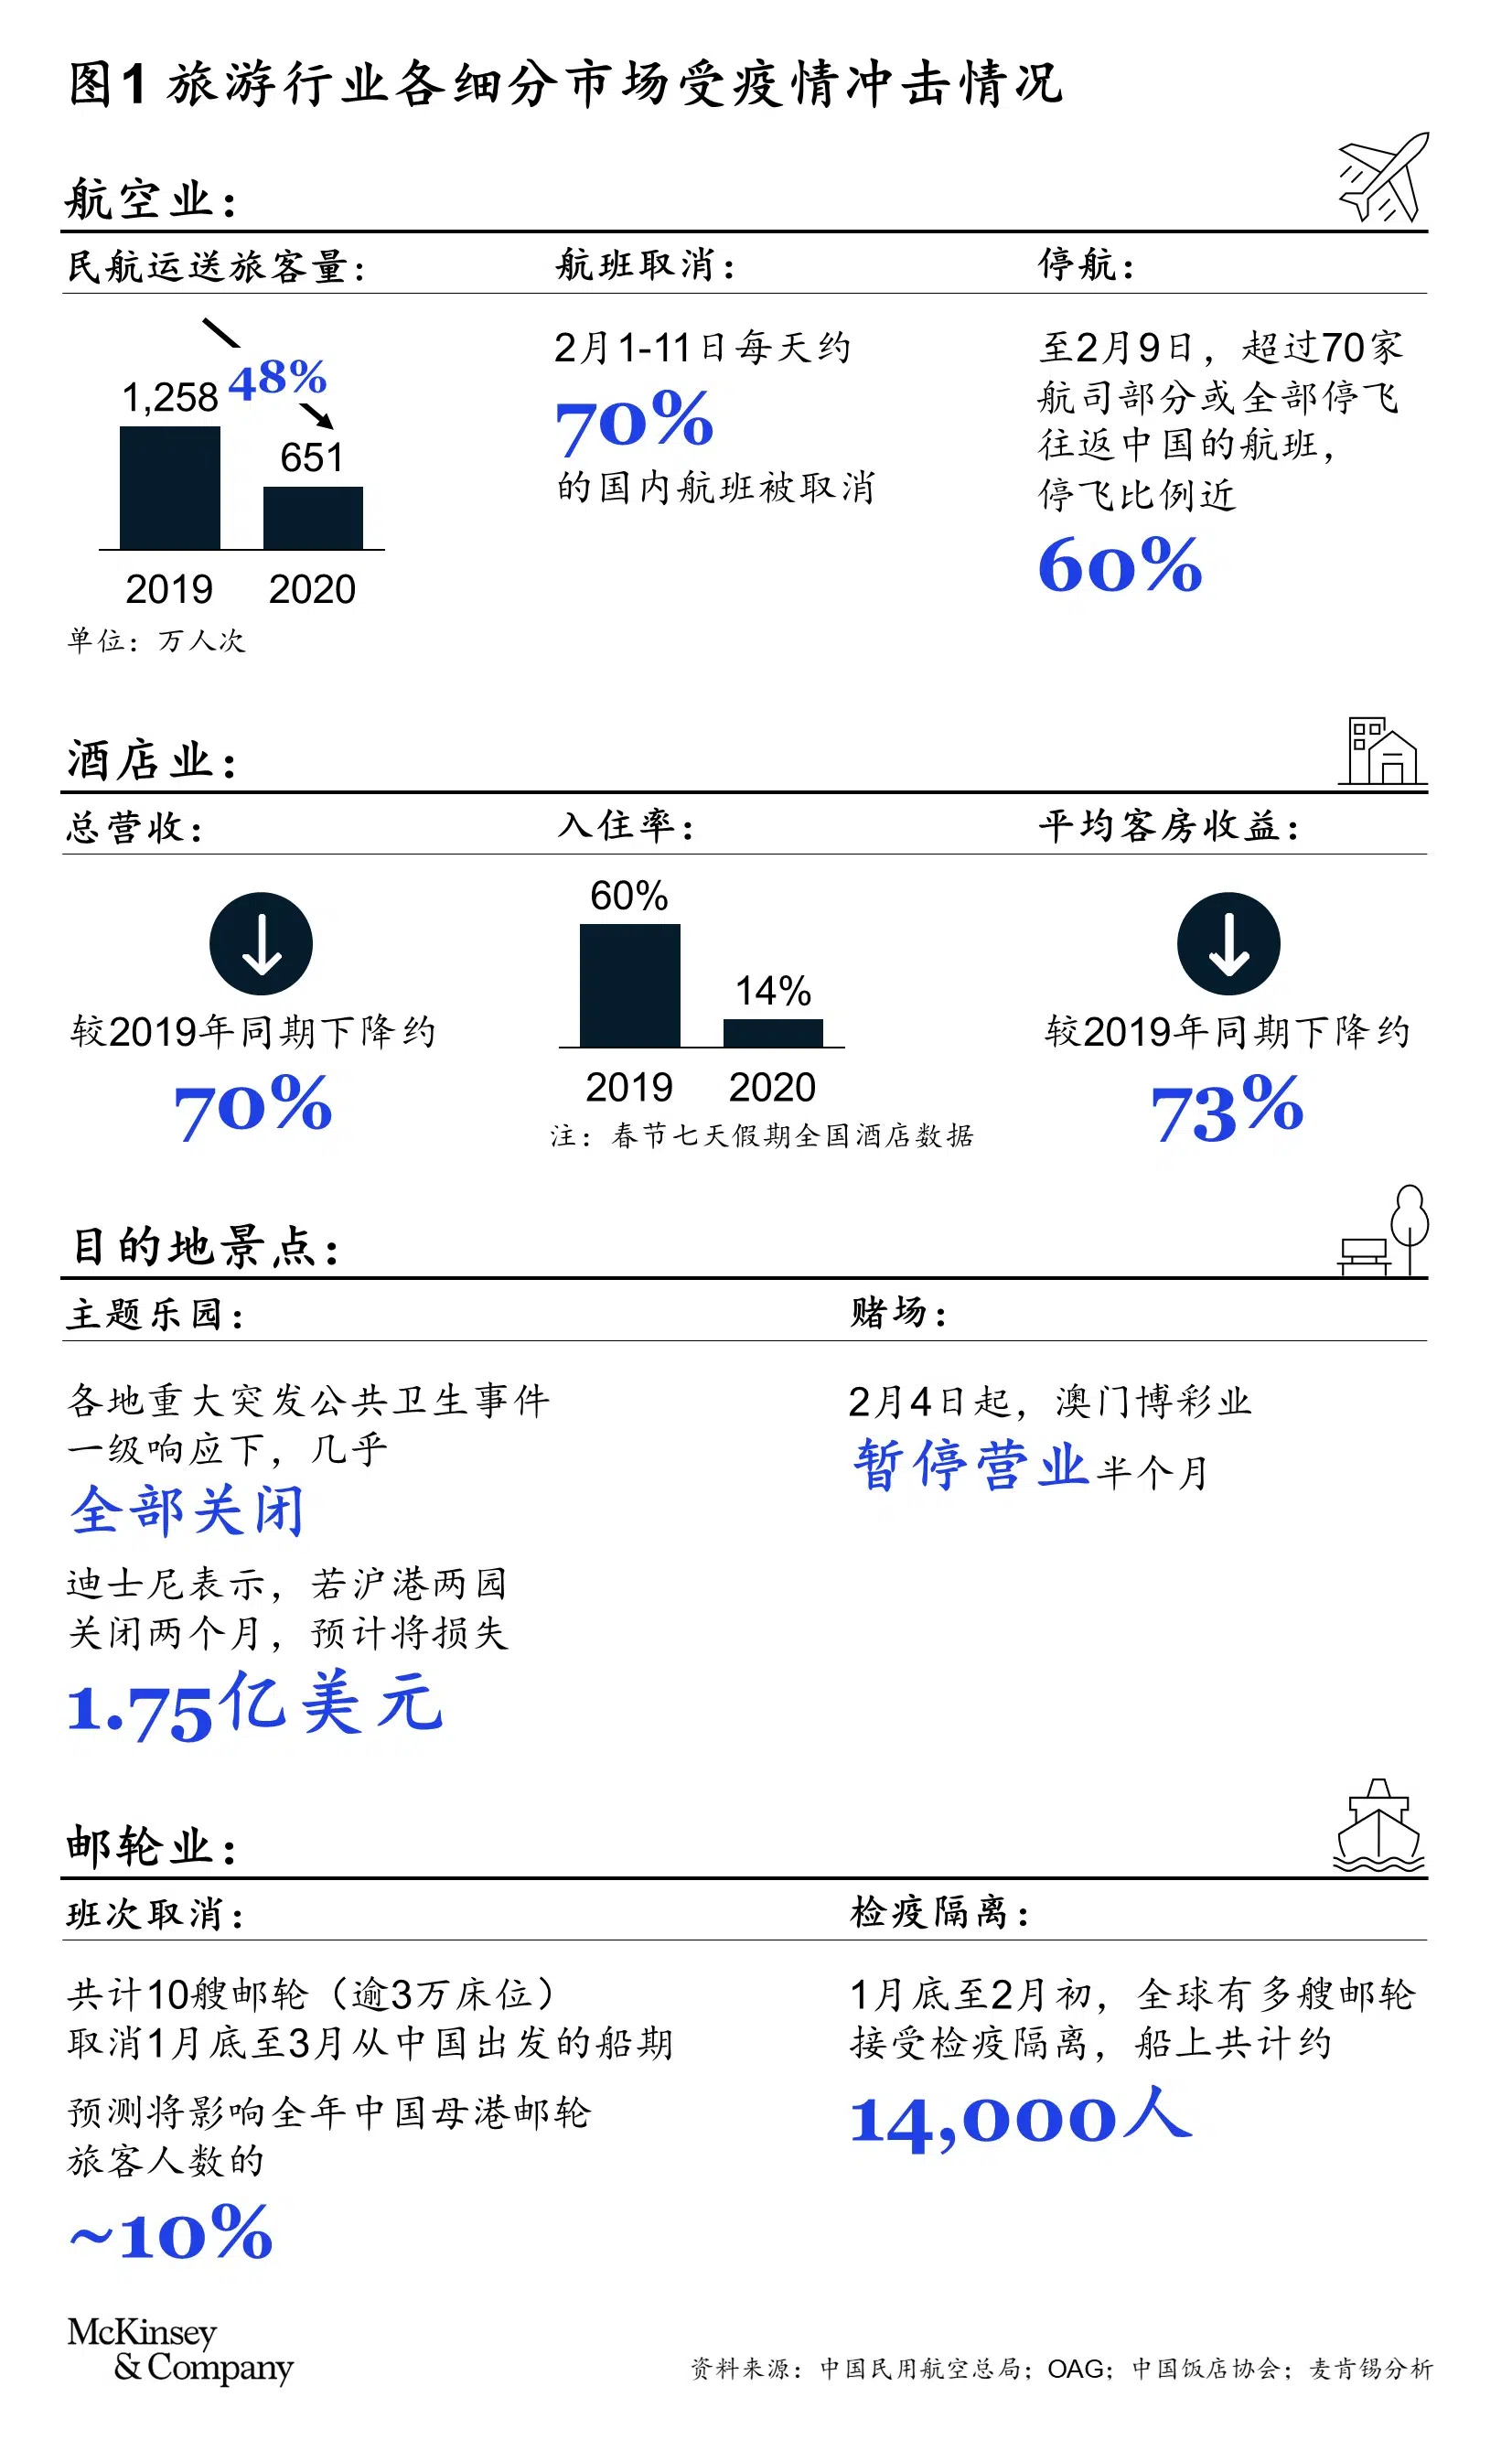 图1 旅游行业各细分市场受疫情冲击情况
航空业：
民航运送旅客量：
48%
1,258
651
2019
2020
单位：万人次
航班取消：
2月1-11日每天约
70%
的国内航班被取消
停航：
至2月9日，超过70家
航司部分或全部停飞
往返中国的航班，
停飞比例近
60%
酒店业：
总营收：
较2019年同期下降约
70%
入住率：
60%
14%
2019
2020
注：春节七天假期全国酒店数据
平均客房收益：
较2019年同期下降约
73%
目的地景点：
主题乐园：
各地重大突发公共卫生事件
一级响应下，几乎
全部关闭
迪士尼表示，若沪港两园
关闭两个月，预计将损失
1.75亿美元
赌场：
2月4日起，澳门博彩业
暂停营业半个月
邮轮业：
班次取消：
共计10艘邮轮（逾3万床位）
取消1月底至3月从中国出发的船期
预测将影响全年中国母港邮轮
旅客人数的
~10%
检疫隔离：
1月底至2月初，全球有多艘邮轮
接受检疫隔离，船上共计约
14,000人
McKinsey
& Company
资料来源：中国民用航空总局；OAG；中国饭店协会；麦肯锡分析